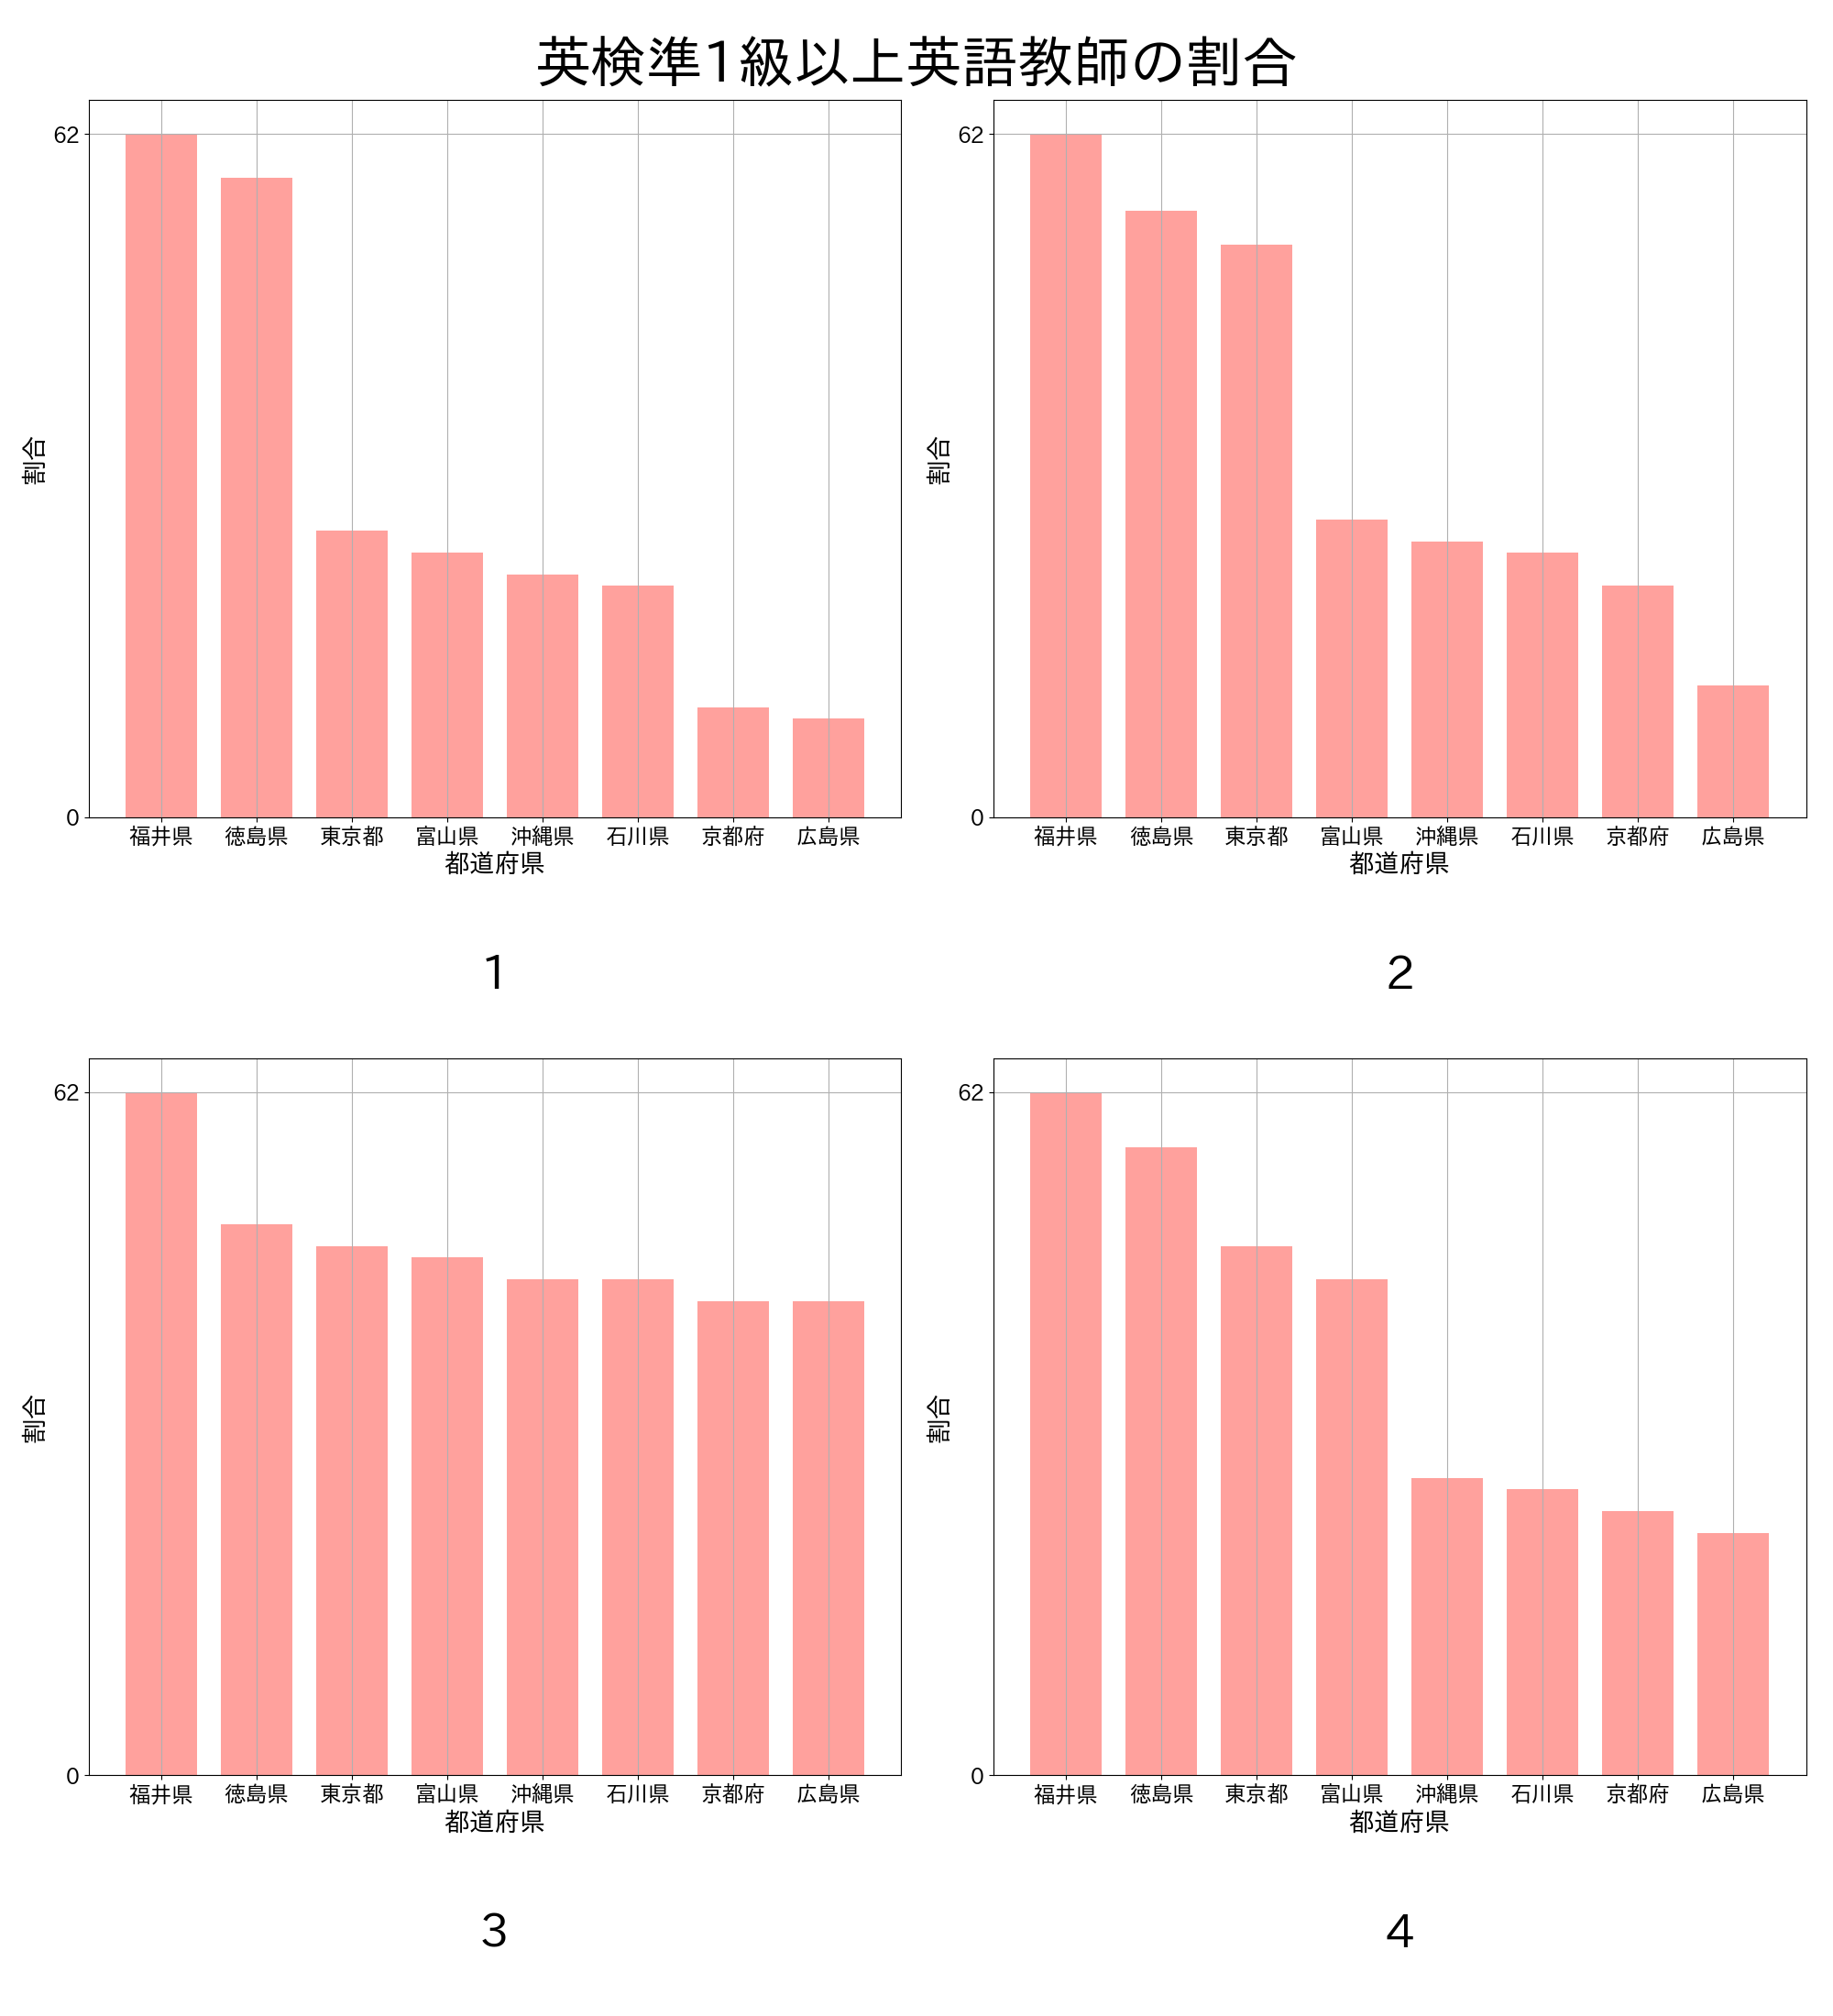 英検準1級以上英語教師の割合
62
0
割合
福井県 徳島県 東京都 富山県 沖縄県 石川県 京都府 広島県
都道府県
1
62
0
割合
福井県 徳島県 東京都 富山県 沖縄県 石川県 京都府 広島県
都道府県
2
62
0
割合
福井県 徳島県 東京都 富山県 沖縄県 石川県 京都府 広島県
都道府県
3
62
0
割合
福井県 徳島県 東京都 富山県 沖縄県 石川県 京都府 広島県
都道府県
4